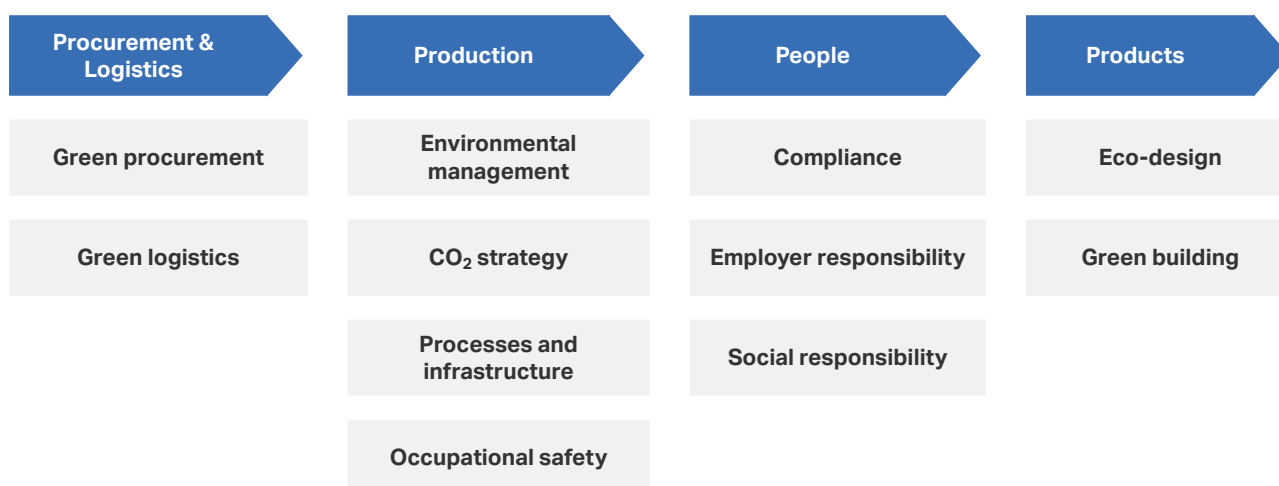 Procurement &
Logistics
Production
People
Products
Green procurement
Environmental
management
Compliance
Eco-design
Green logistics
CO₂ strategy
Employer responsibility
Green building
Processes and
infrastructure
Social responsibility
Occupational safety